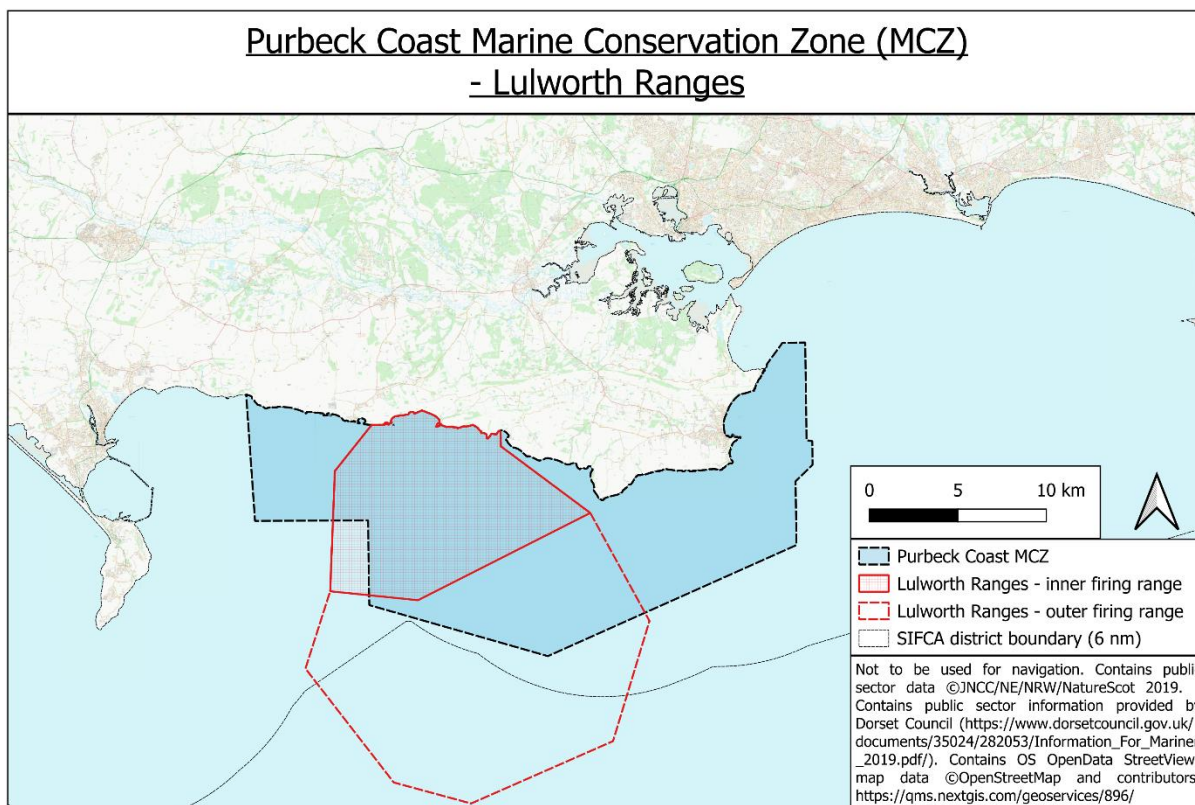 Purbeck Coast Marine Conservation Zone (MCZ)
- Lulworth Ranges
0 5 10 km
Purbeck Coast MCZ
Lulworth Ranges - inner firing range
Lulworth Ranges - outer firing range
SIFCA district boundary (6 nm)
Not to be used for navigation. Contains public
sector data ©JNCC/NE/NRW/NatureScot 2019.
Contains public sector information provided by
Dorset Council (https://www.dorsetcouncil.gov.uk/
documents/35024/282053/Information_For_Mariner
_2019.pdf/). Contains OS OpenData StreetView
map data ©OpenStreetMap and contributors
https://qms.nextgis.com/geoservices/896/